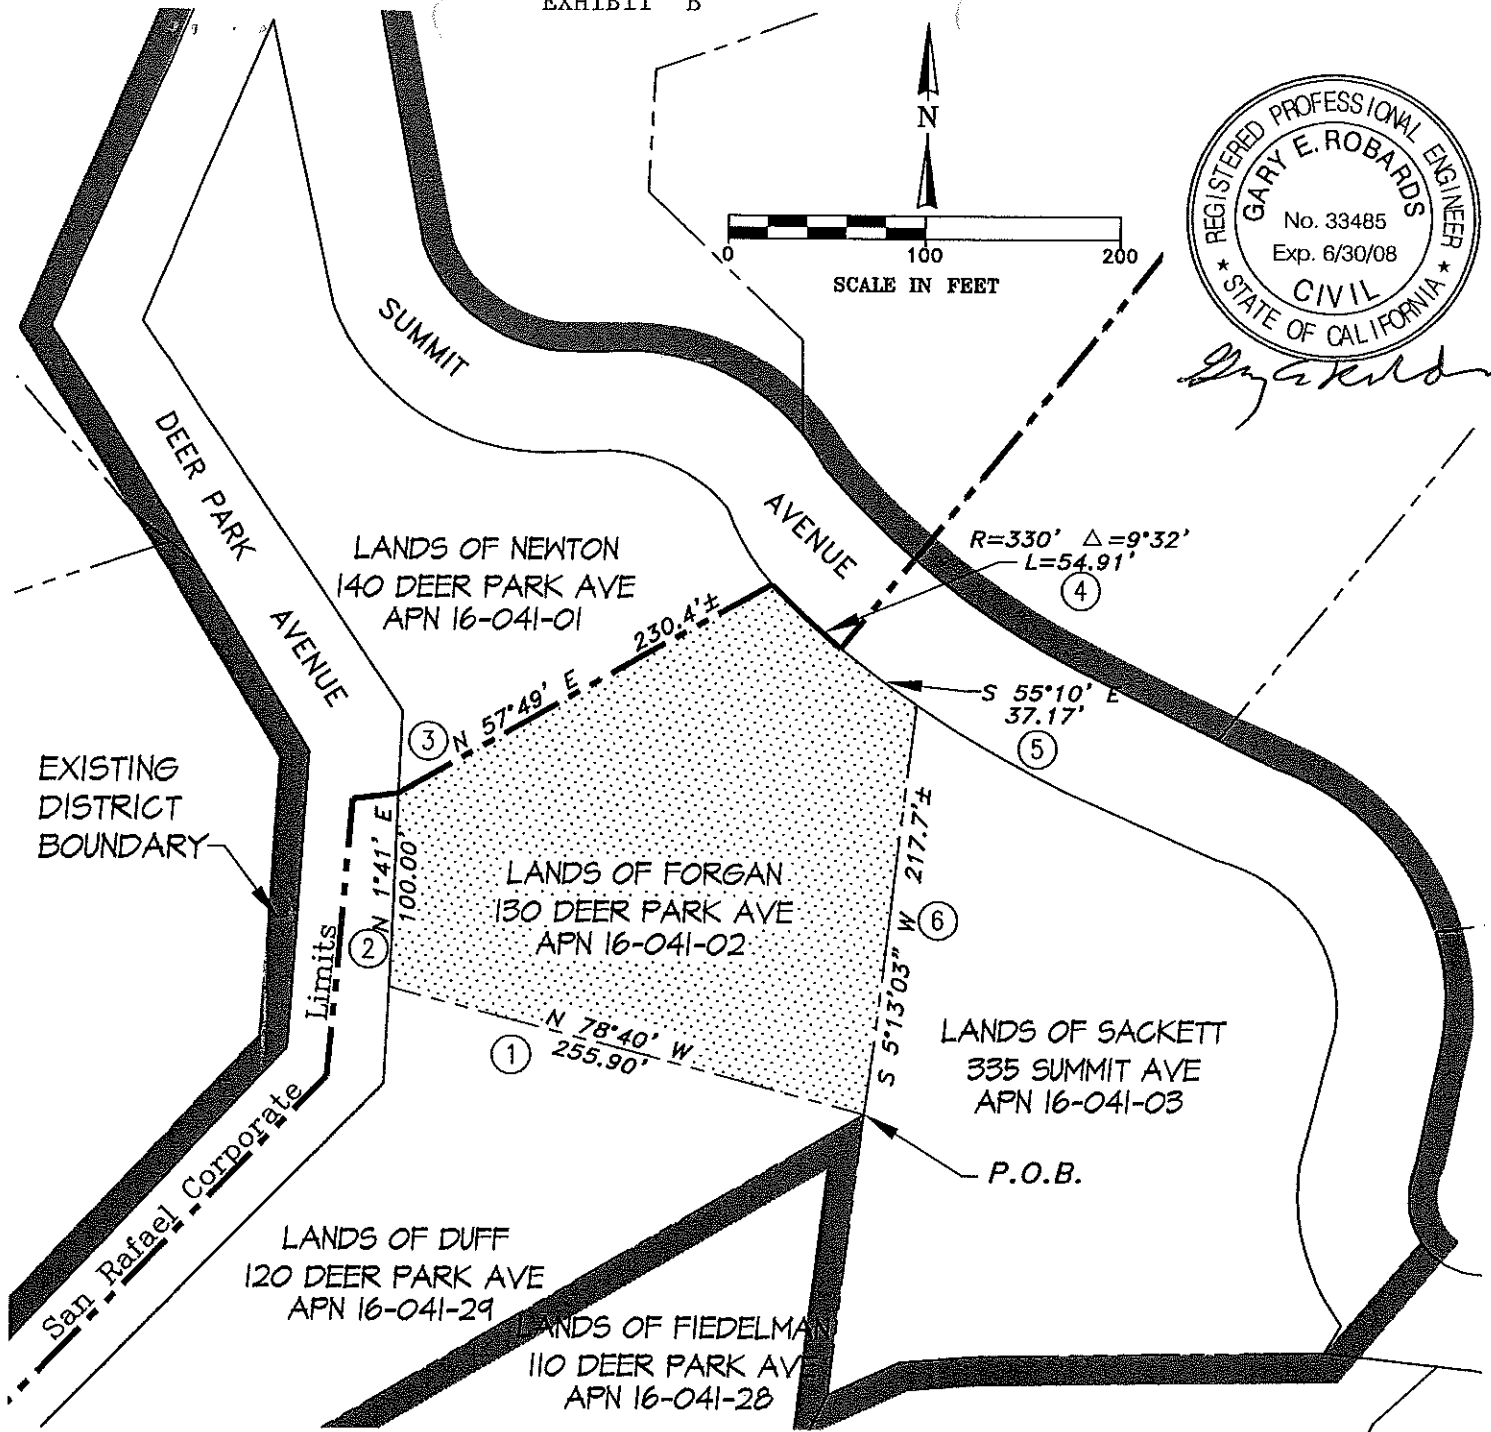 EXHIBIT "B"
N
0 100 200
SCALE IN FEET
REGISTERED PROFESSIONAL ENGINEER
GARY E. ROBARDS
No. 33485
Exp. 6/30/08
CIVIL
★ STATE OF CALIFORNIA ★
SUMMIT
AVENUE
DEER PARK
AVENUE
R=330' △=9°32'
L=54.91'
4
LANDS OF NEWTON
140 DEER PARK AVE
APN 16-041-01
230.4'±
N 57°49' E
3
S 55°10' E
37.17'
5
EXISTING
DISTRICT
BOUNDARY
N 1°41' E
100.00'
2
LANDS OF FORGAN
130 DEER PARK AVE
APN 16-041-02
S 5°13'03" W 217.7'±
6
N 78°40' W
255.90'
1
LANDS OF SACKETT
335 SUMMIT AVE
APN 16-041-03
P.O.B.
San Rafael Corporate Limits
LANDS OF DUFF
120 DEER PARK AVE
APN 16-041-29
LANDS OF FIEDELMAN
110 DEER PARK AVE
APN 16-041-28